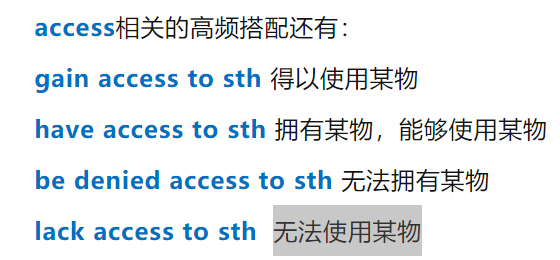 access相关的高频搭配还有：
gain access to sth 得以使用某物
have access to sth 拥有某物，能够使用某物
be denied access to sth 无法拥有某物
lack access to sth 无法使用某物